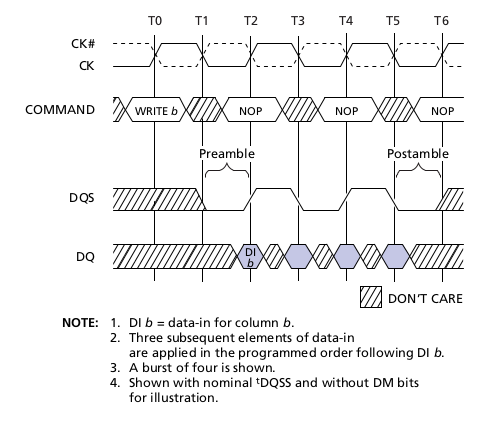 T0 T1 T2 T3 T4 T5 T6
CK#
CK
COMMAND WRITE b NOP NOP NOP
Preamble Postamble
DQS
DQ DI b
DON'T CARE
NOTE: 1. DI b = data-in for column b.
2. Three subsequent elements of data-in
are applied in the programmed order following DI b.
3. A burst of four is shown.
4. Shown with nominal tDQSS and without DM bits
for illustration.